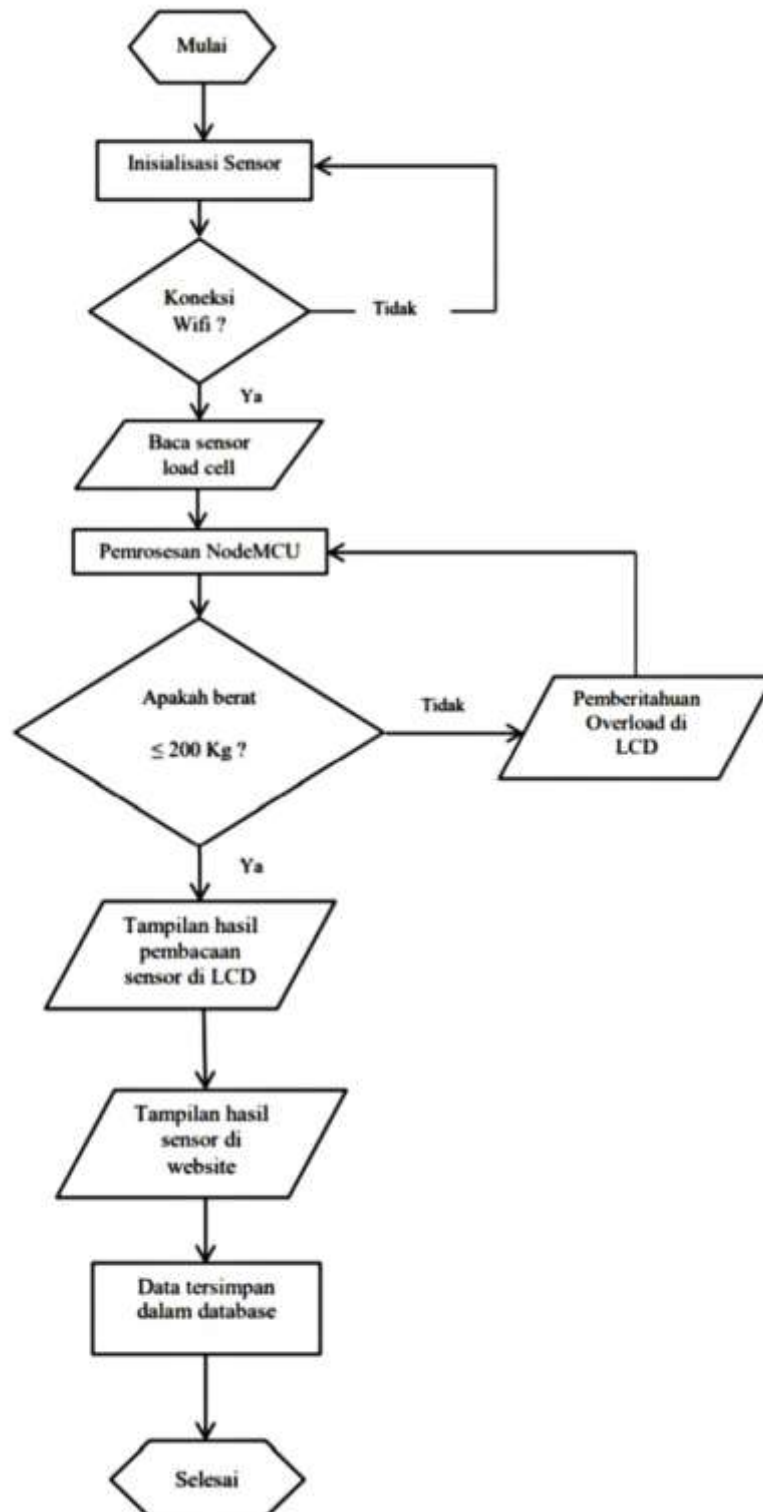 Mulai
Inisialisasi Sensor
Koneksi
Wifi ?
Tidak
Ya
Baca sensor
load cell
Pemrosesan NodeMCU
Apakah berat
≤ 200 Kg ?
Tidak
Pemberitahuan
Overload di
LCD
Ya
Tampilan hasil
pembacaan
sensor di LCD
Tampilan hasil
sensor di
website
Data tersimpan
dalam database
Selesai